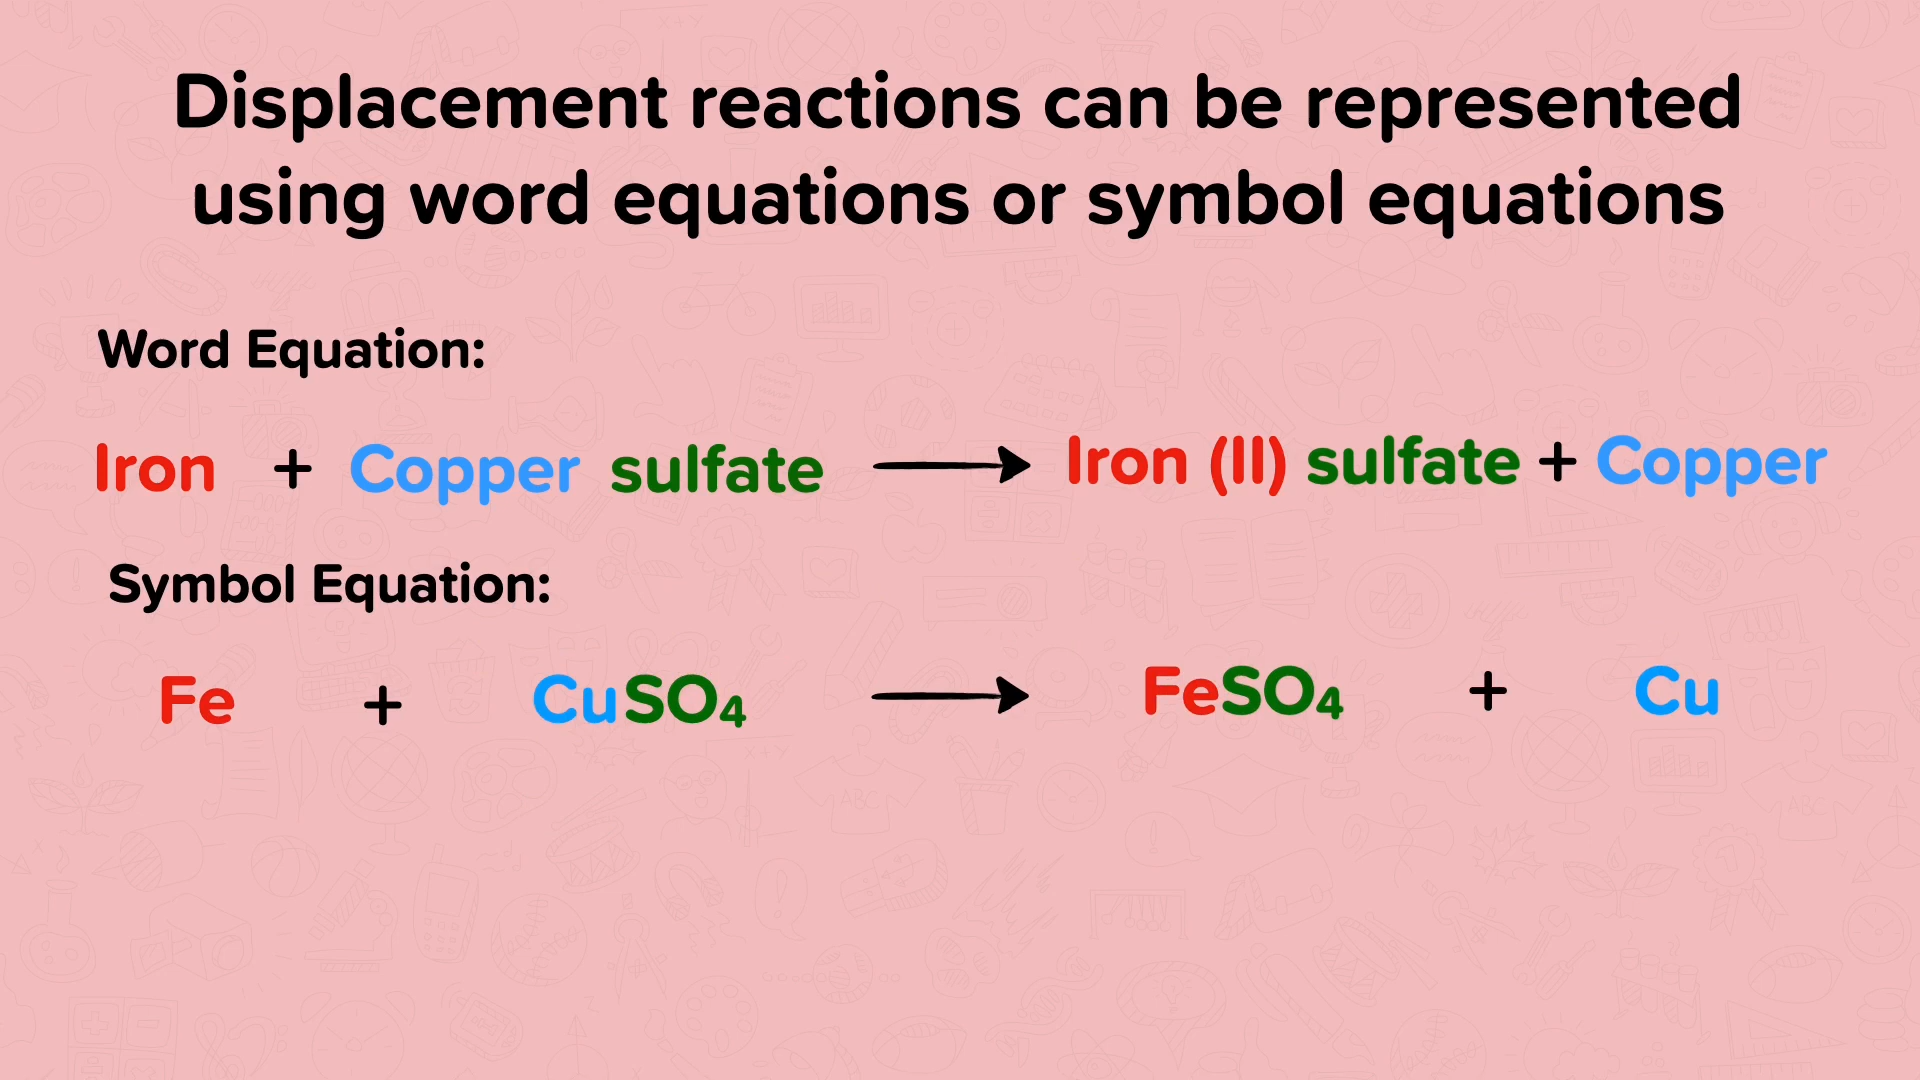 Displacement reactions can be represented
using word equations or symbol equations
Word Equation:
Iron + Copper sulfate → Iron (II) sulfate + Copper
Symbol Equation:
Fe + CuSO₄ → FeSO₄ + Cu